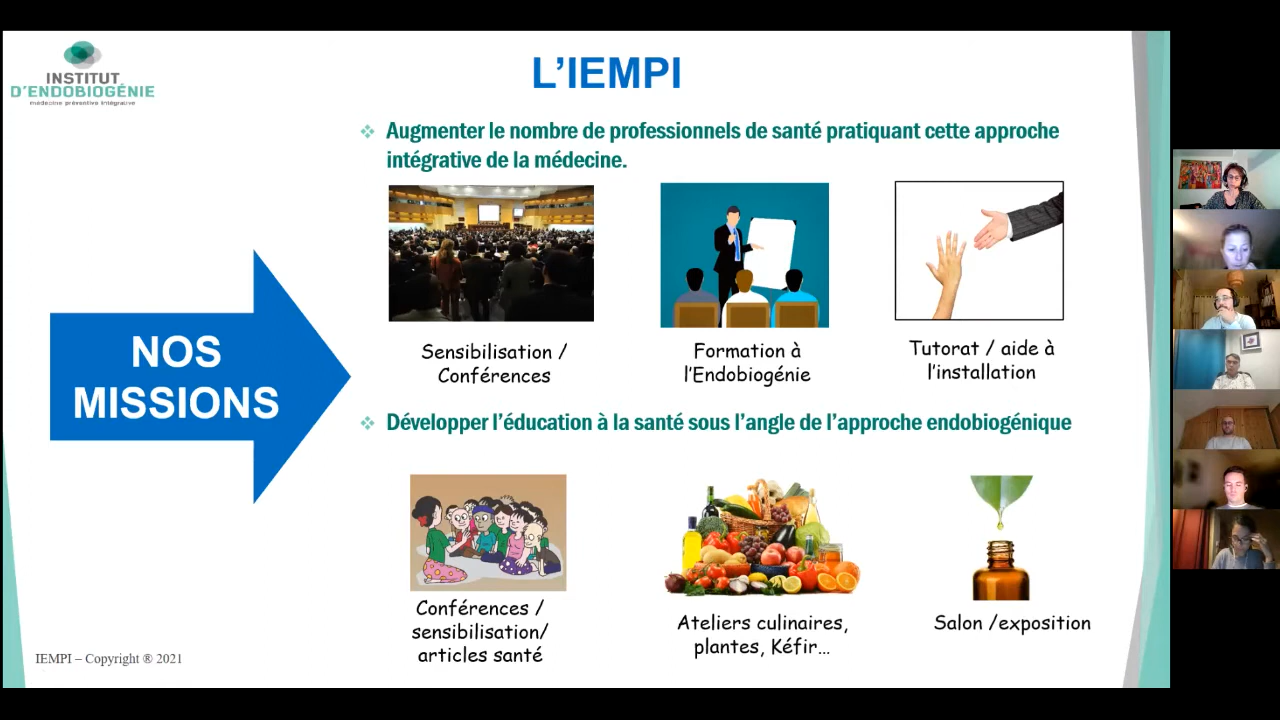 INSTITUT
D'ENDOBIOGÉNIE
médecine préventive intégrative
L'IEMPI
Augmenter le nombre de professionnels de santé pratiquant cette approche
intégrative de la médecine.
Sensibilisation /
Conférences
Formation à
l'Endobiogénie
Tutorat / aide à
l'installation
NOS
MISSIONS
Développer l'éducation à la santé sous l'angle de l'approche endobiogénique
Conférences /
sensibilisation/
articles santé
Ateliers culinaires,
plantes, Kéfir…
Salon /exposition
IEMPI – Copyright ® 2021